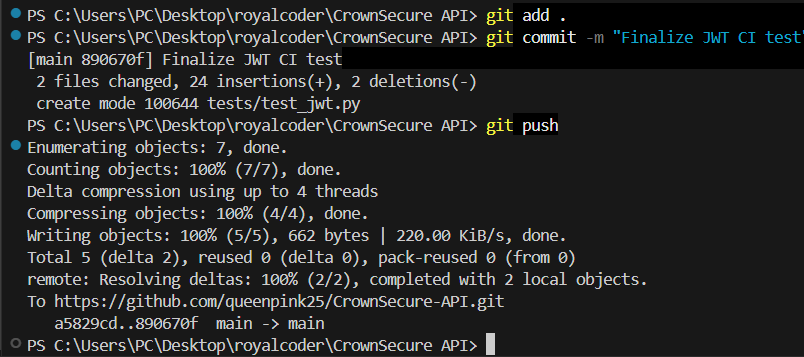 PS C:\Users\PC\Desktop\royalcoder\CrownSecure API> git add .
PS C:\Users\PC\Desktop\royalcoder\CrownSecure API> git commit -m "Finalize JWT CI test"
[main 890670f] Finalize JWT CI test
 2 files changed, 24 insertions(+), 2 deletions(-)
 create mode 100644 tests/test_jwt.py
PS C:\Users\PC\Desktop\royalcoder\CrownSecure API> git push
Enumerating objects: 7, done.
Counting objects: 100% (7/7), done.
Delta compression using up to 4 threads
Compressing objects: 100% (4/4), done.
Writing objects: 100% (5/5), 662 bytes | 220.00 KiB/s, done.
Total 5 (delta 2), reused 0 (delta 0), pack-reused 0 (from 0)
remote: Resolving deltas: 100% (2/2), completed with 2 local objects.
To https://github.com/queenpink25/CrownSecure-API.git
   a5829cd..890670f  main -> main
PS C:\Users\PC\Desktop\royalcoder\CrownSecure API>